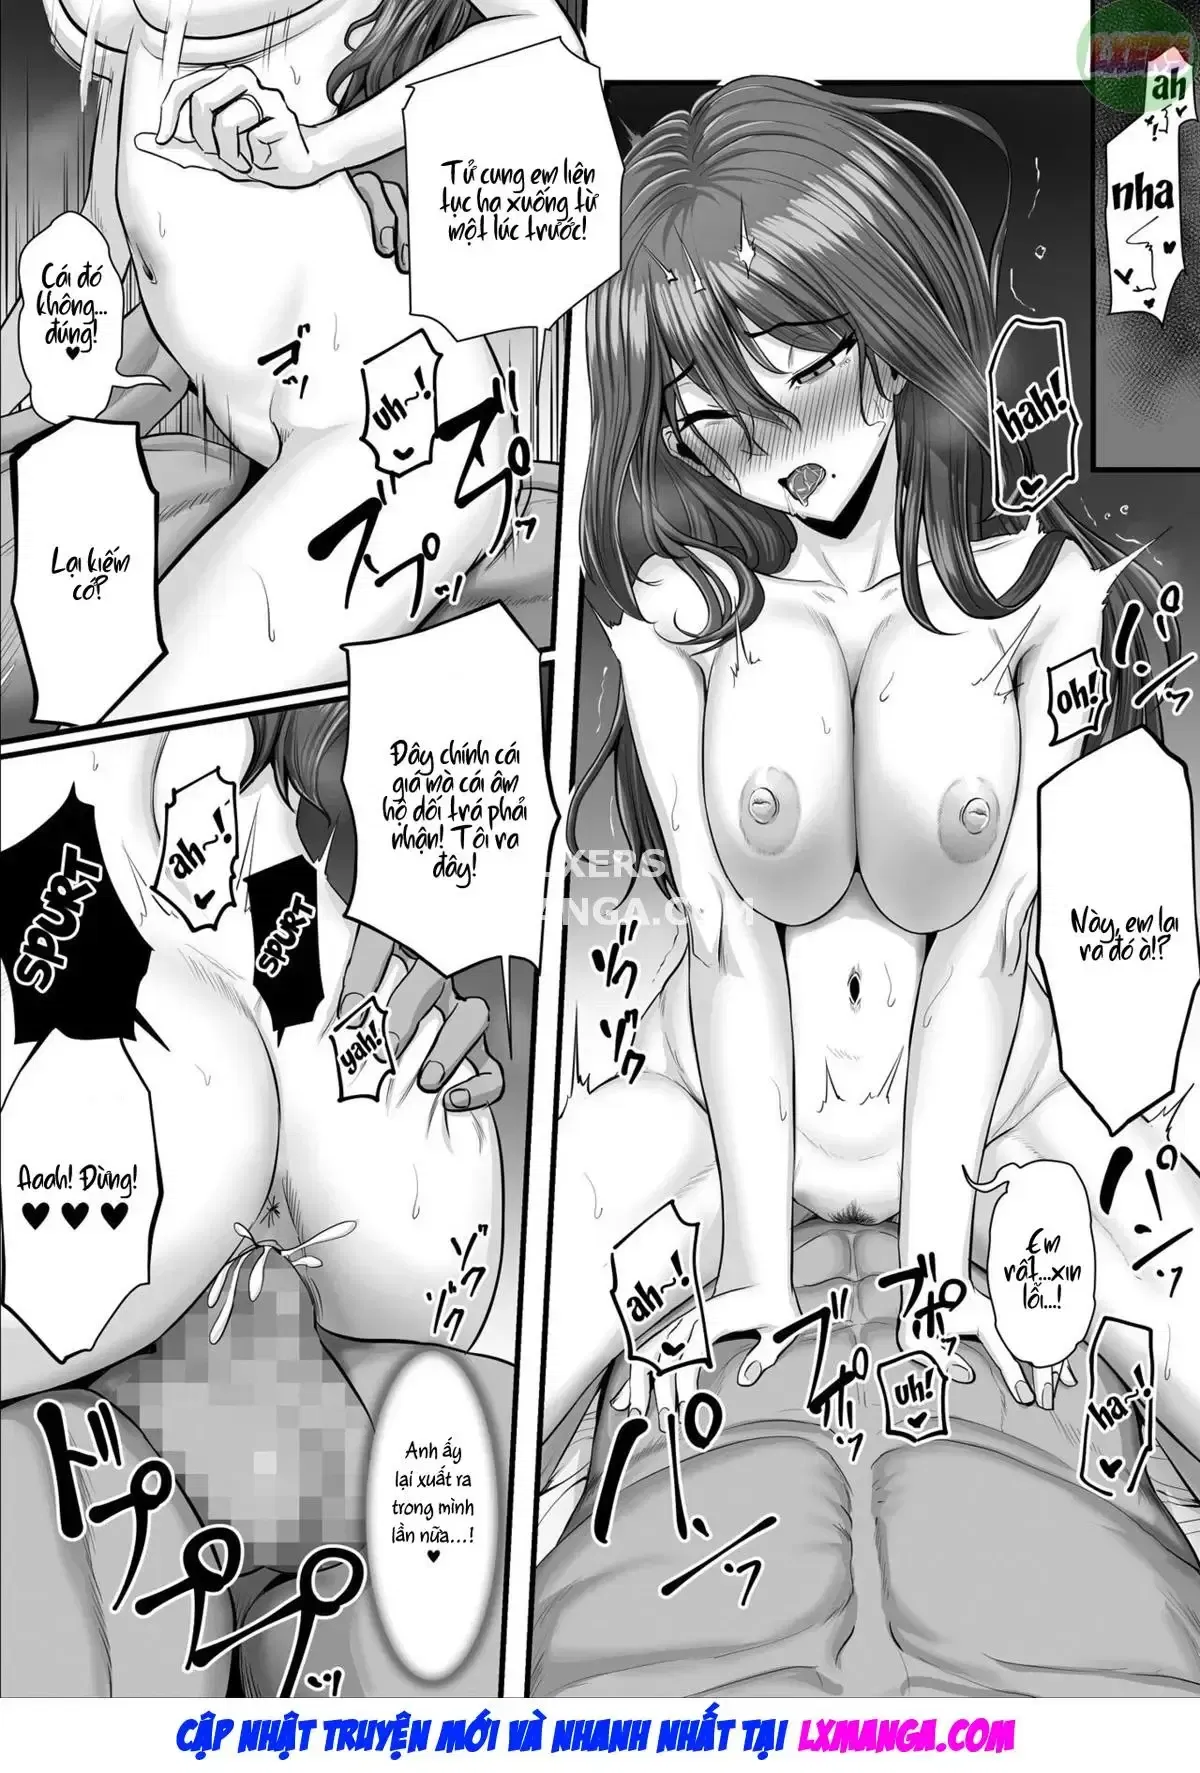 ah
nha
hah!
oh!
Này, em lại
ra đó à!?
Em
rất...xin
lỗi...!
ah~!
uh!
ha~!
Tử cung em liên
tục hạ xuống từ
một lúc trước!
Cái đó
không...
đúng!
uh~!
Lại kiếm
cớ?
Đây chính cái
giá mà cái âm
hộ dối trá phải
nhận! Tôi ra
đây!
ah~!
SPURT
SPURT
yah!
Aaah! Đừng!
Anh ấy
lại xuất ra
trong mình
lần nữa...!
LXERS
MANGA.COM
CẬP NHẬT TRUYỆN MỚI VÀ NHANH NHẤT TẠI LXMANGA.COM